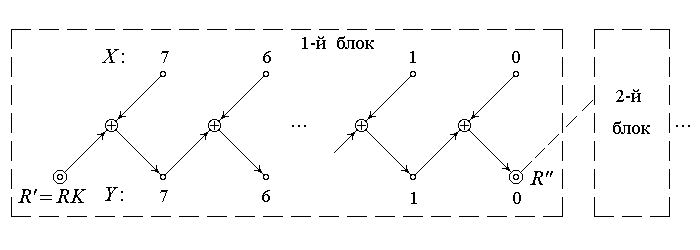 1-й блок
X: 7 6 1 0
2-й
блок
... ...
R' = RK Y: 7 6 1 0 R″